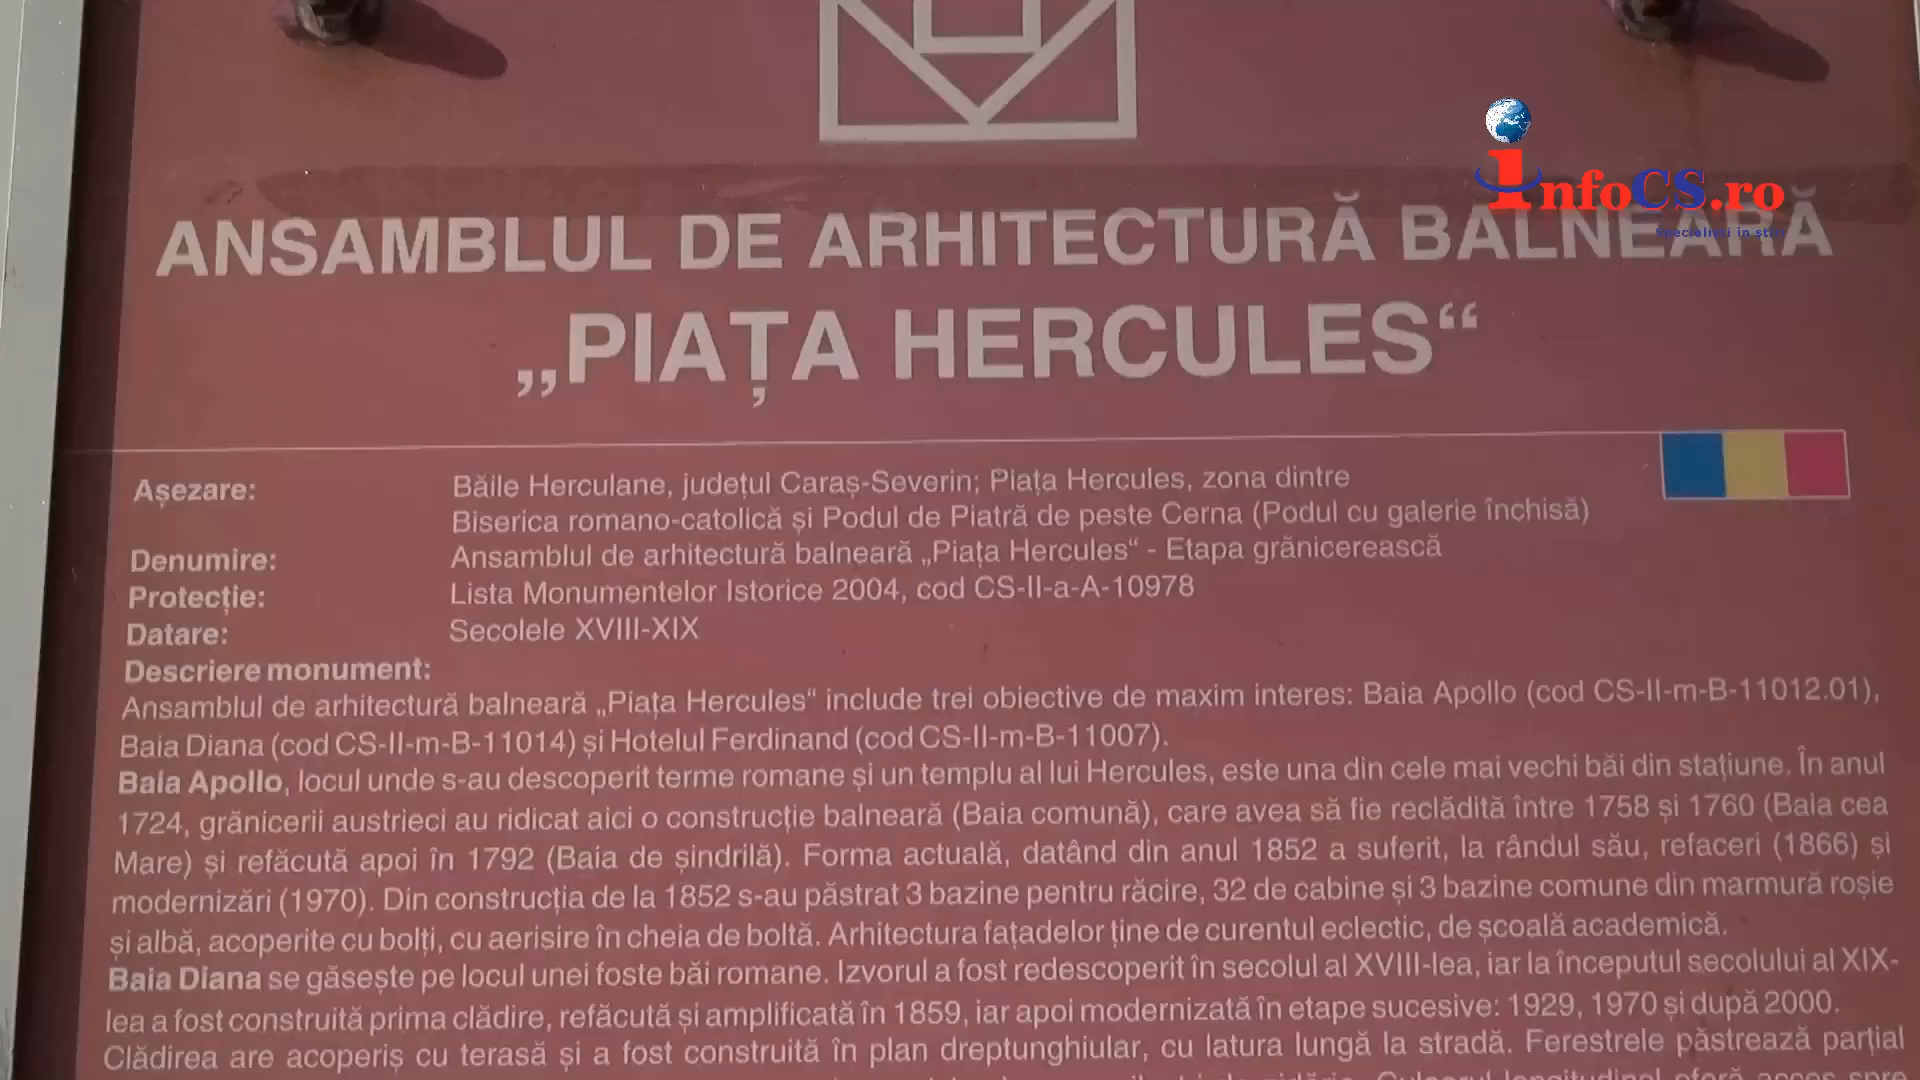 infoCS.ro
Specialisti in stiri
ANSAMBLUL DE ARHITECTURĂ BALNEARĂ
„PIAȚA HERCULES“
Așezare: Băile Herculane, județul Caraș-Severin; Piața Hercules, zona dintre
Biserica romano-catolică și Podul de Piatră de peste Cerna (Podul cu galerie închisă)
Denumire: Ansamblul de arhitectură balneară „Piața Hercules“ - Etapa grănicerească
Protecție: Lista Monumentelor Istorice 2004, cod CS-II-a-A-10978
Datare: Secolele XVIII-XIX
Descriere monument:
Ansamblul de arhitectură balneară „Piața Hercules“ include trei obiective de maxim interes: Baia Apollo (cod CS-II-m-B-11012.01),
Baia Diana (cod CS-II-m-B-11014) și Hotelul Ferdinand (cod CS-II-m-B-11007).
Baia Apollo, locul unde s-au descoperit terme romane și un templu al lui Hercules, este una din cele mai vechi băi din stațiune. În anul
1724, grănicerii austrieci au ridicat aici o construcție balneară (Baia comună), care avea să fie reclădită între 1758 și 1760 (Baia cea
Mare) și refăcută apoi în 1792 (Baia de șindrilă). Forma actuală, datând din anul 1852 a suferit, la rândul său, refaceri (1866) și
modernizări (1970). Din construcția de la 1852 s-au păstrat 3 bazine pentru răcire, 32 de cabine și 3 bazine comune din marmură roșie
și albă, acoperite cu bolți, cu aerisire în cheia de boltă. Arhitectura fațadelor ține de curentul eclectic, de școală academică.
Baia Diana se găsește pe locul unei foste băi romane. Izvorul a fost redescoperit în secolul al XVIII-lea, iar la începutul secolului al XIX-
lea a fost construită prima clădire, refăcută și amplificată în 1859, iar apoi modernizată în etape sucesive: 1929, 1970 și după 2000.
Clădirea are acoperiș cu terasă și a fost construită în plan dreptunghiular, cu latura lungă la stradă. Ferestrele păstrează parțial